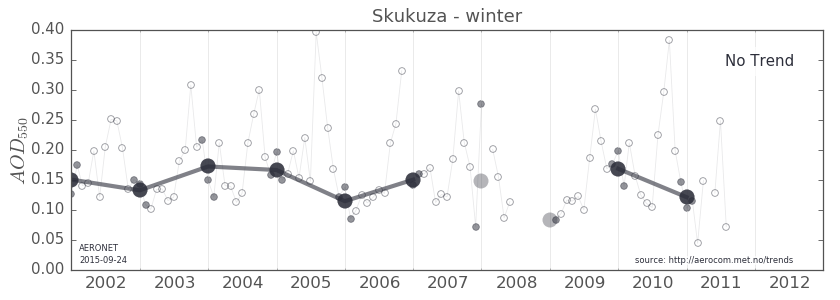 Skukuza - winter
0.40
0.35
0.30
0.25
0.20
0.15
0.10
0.05
0.00
AOD550
No Trend
AERONET
2015-09-24
source: http://aerocom.met.no/trends
2002 2003 2004 2005 2006 2007 2008 2009 2010 2011 2012